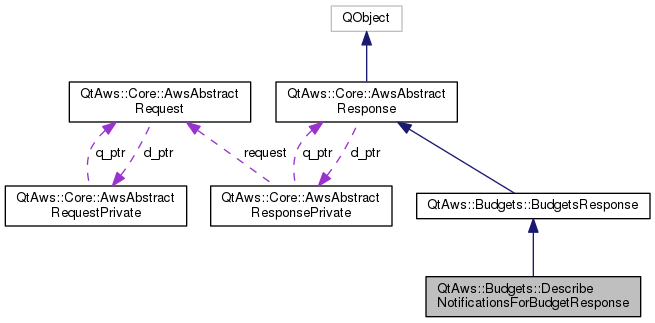 QObject
QtAws::Core::AwsAbstract
Request
QtAws::Core::AwsAbstract
Response
q_ptr
d_ptr
request
q_ptr
d_ptr
QtAws::Core::AwsAbstract
RequestPrivate
QtAws::Core::AwsAbstract
ResponsePrivate
QtAws::Budgets::BudgetsResponse
QtAws::Budgets::Describe
NotificationsForBudgetResponse